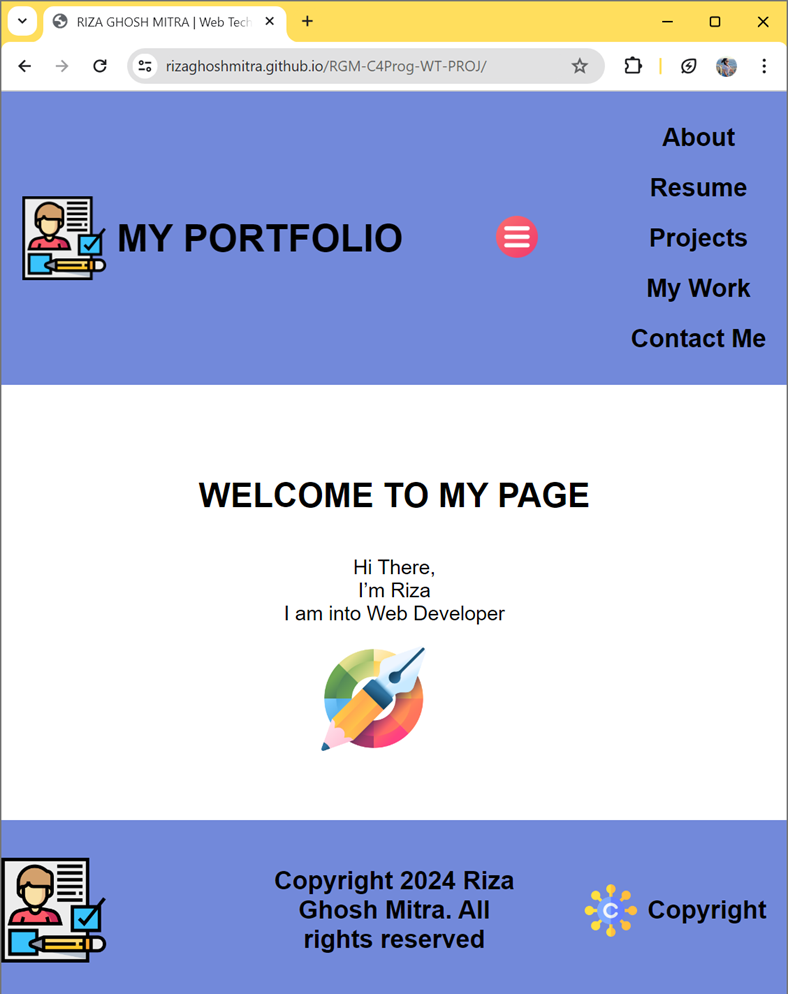 RIZA GHOSH MITRA | Web Tech
rizaghoshmitra.github.io/RGM-C4Prog-WT-PROJ/
MY PORTFOLIO
About
Resume
Projects
My Work
Contact Me
WELCOME TO MY PAGE
Hi There,
I’m Riza
I am into Web Developer
Copyright 2024 Riza
Ghosh Mitra. All
rights reserved
C
Copyright